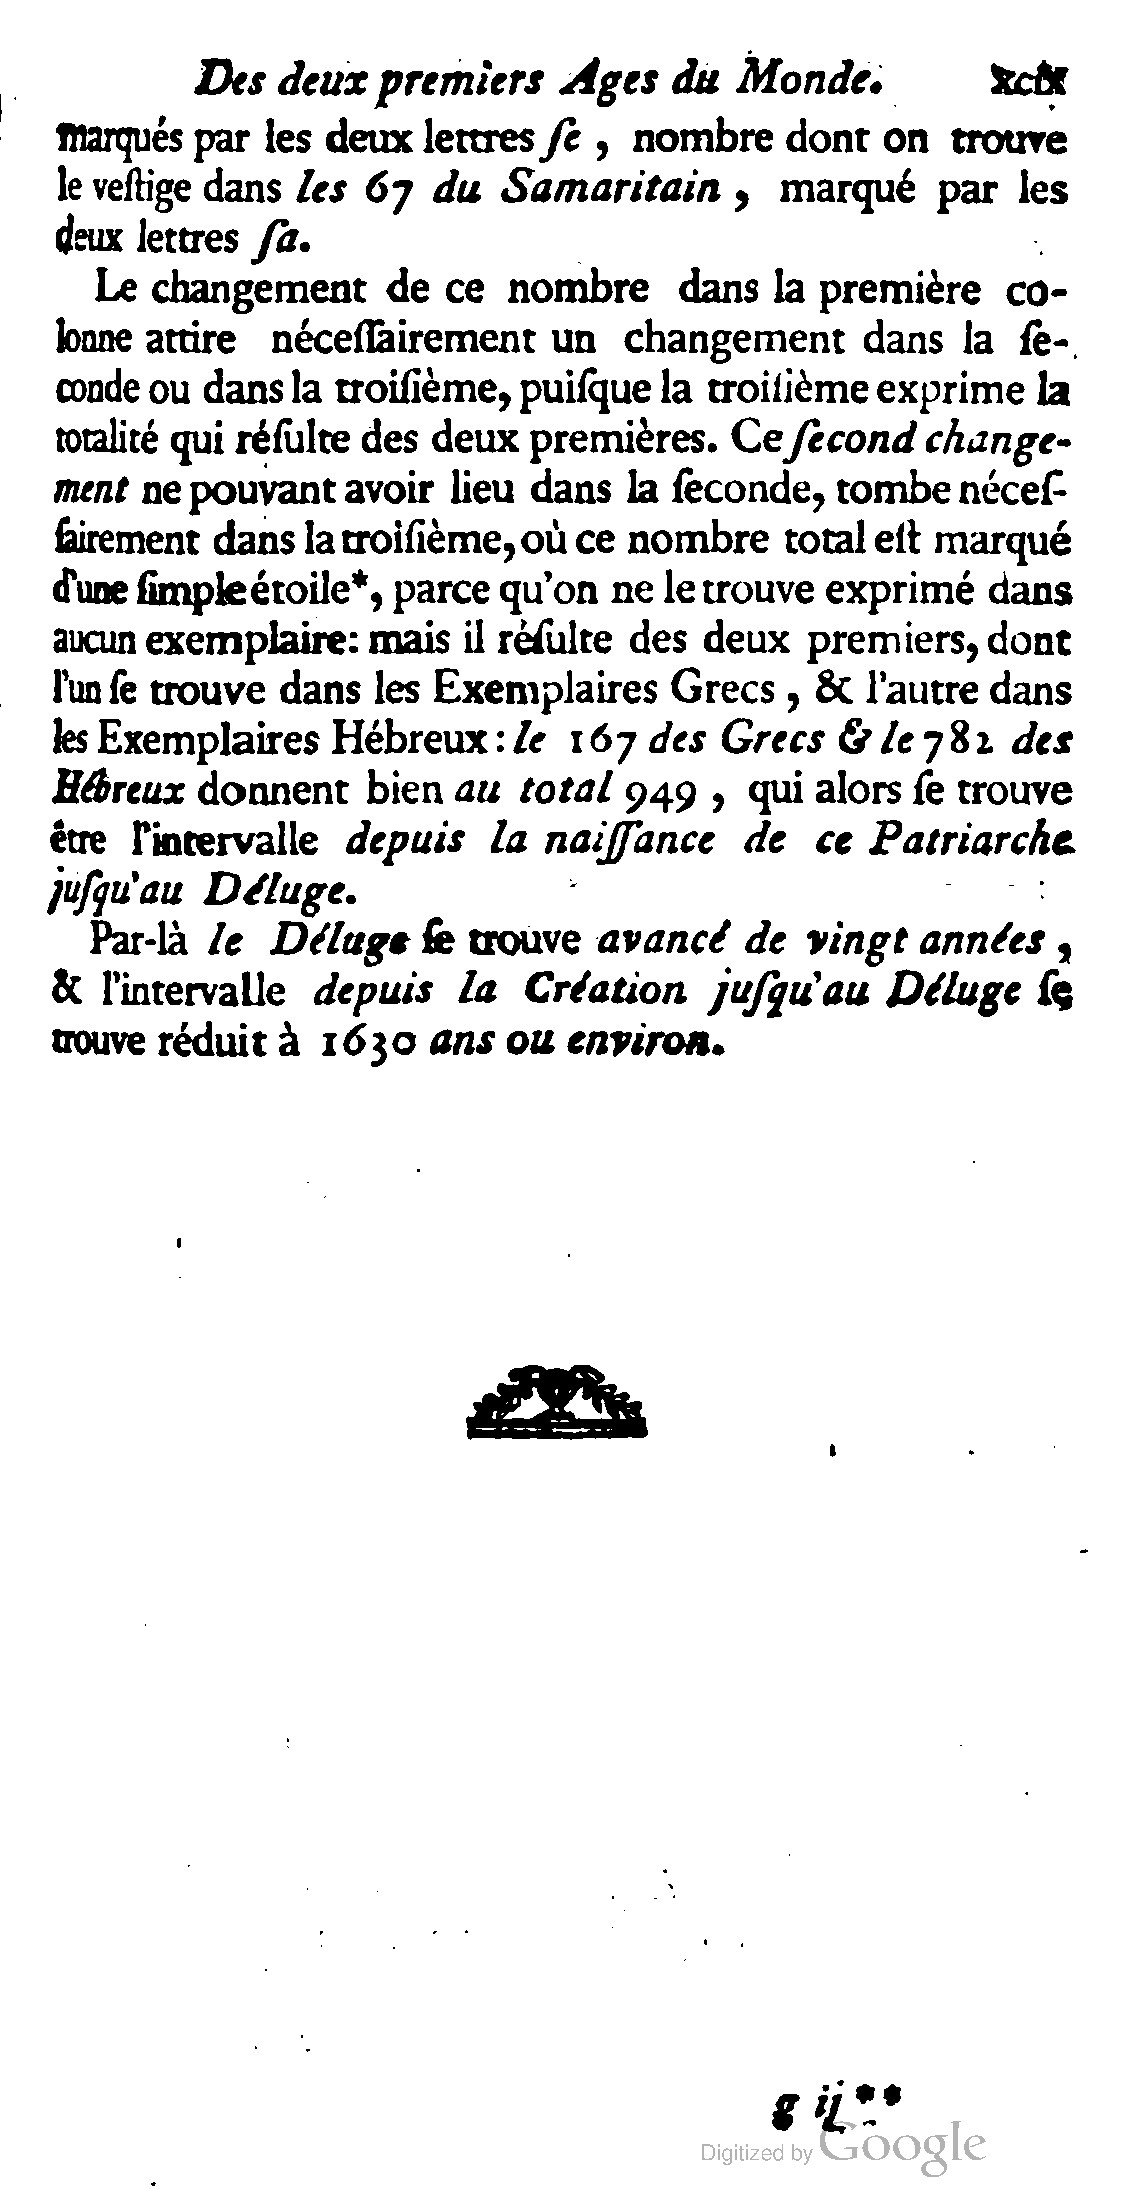 Des deux premiers Ages du Monde. xcix
marqués par les deux lettres ſe , nombre dont on trouve
le veſtige dans les 67 du Samaritain , marqué par les
deux lettres ſa.
Le changement de ce nombre dans la première co-
lonne attire néceſſairement un changement dans la ſe-
conde ou dans la troiſième, puiſque la troiſième exprime la
totalité qui réſulte des deux premières. Ce ſecond change-
ment ne pouvant avoir lieu dans la ſeconde, tombe néceſ-
ſairement dans la troiſième, où ce nombre total eſt marqué
d'une ſimple étoile*, parce qu'on ne le trouve exprimé dans
aucun exemplaire: mais il réſulte des deux premiers, dont
l'un ſe trouve dans les Exemplaires Grecs , & l'autre dans
les Exemplaires Hébreux : le 167 des Grecs & le 782 des
Hébreux donnent bien au total 949 , qui alors ſe trouve
être l'intervalle depuis la naiſſance de ce Patriarche
juſqu'au Déluge.
Par-là le Déluge ſe trouve avancé de vingt années ,
& l'intervalle depuis la Création juſqu'au Déluge ſe
trouve réduit à 1630 ans ou environ.
g ij**
Digitized by Google